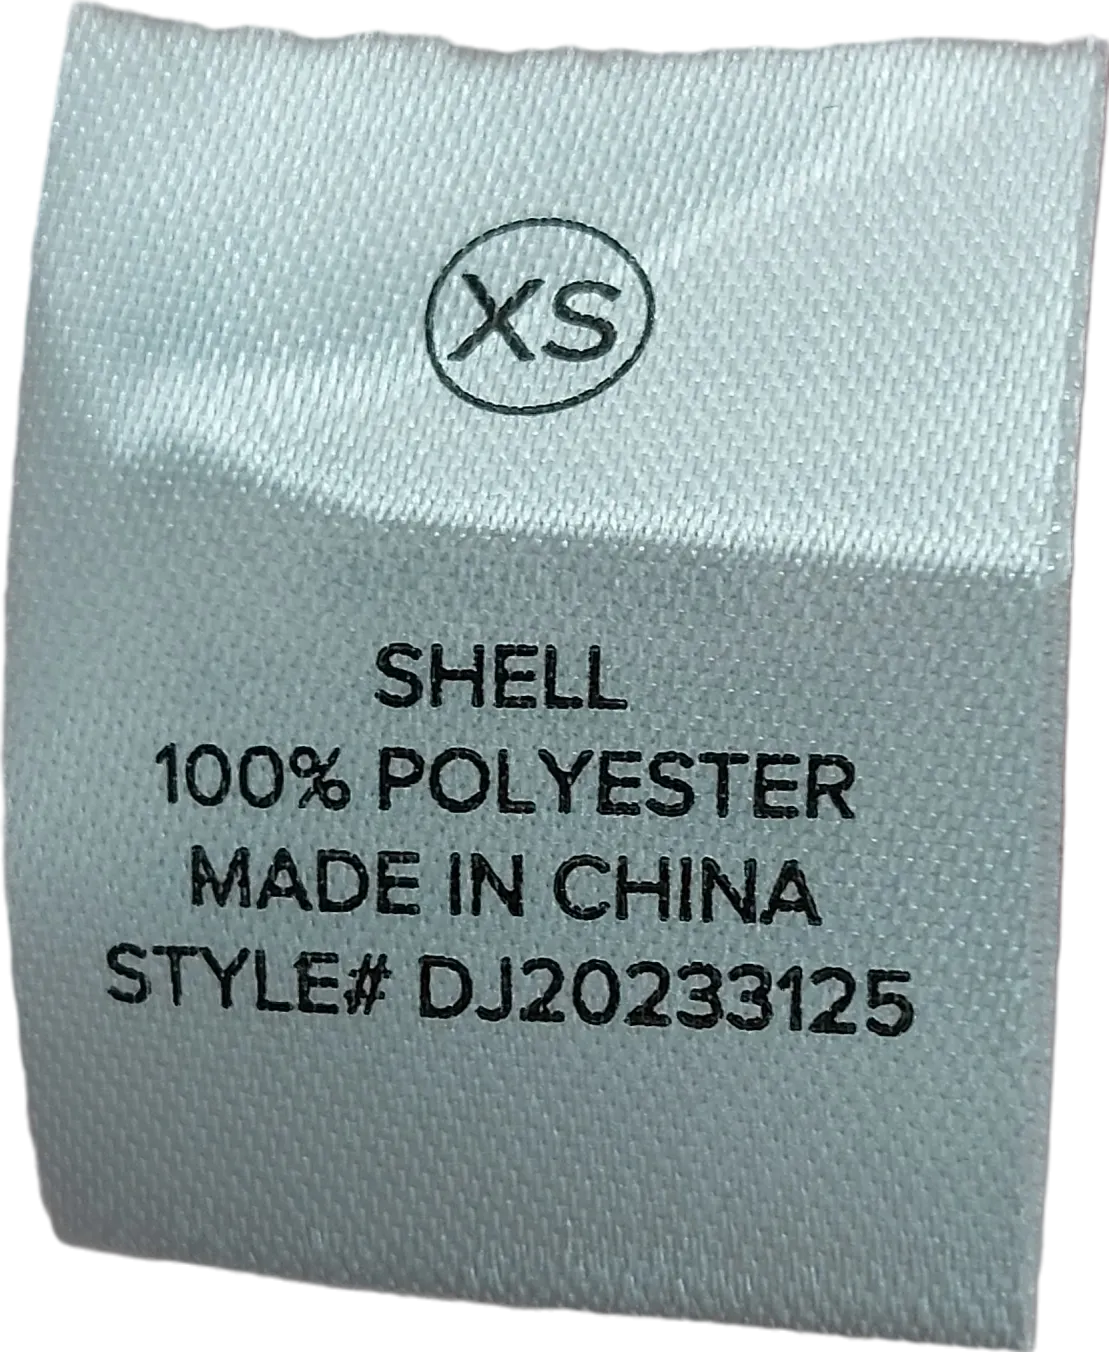 XS
SHELL
100% POLYESTER
MADE IN CHINA
STYLE# DJ20233125